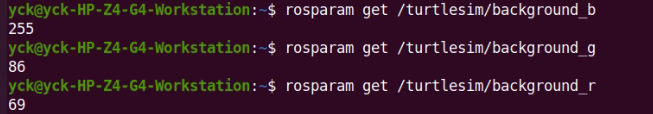 yck@yck-HP-Z4-G4-Workstation:~$ rosparam get /turtlesim/background_b
255
yck@yck-HP-Z4-G4-Workstation:~$ rosparam get /turtlesim/background_g
86
yck@yck-HP-Z4-G4-Workstation:~$ rosparam get /turtlesim/background_r
69